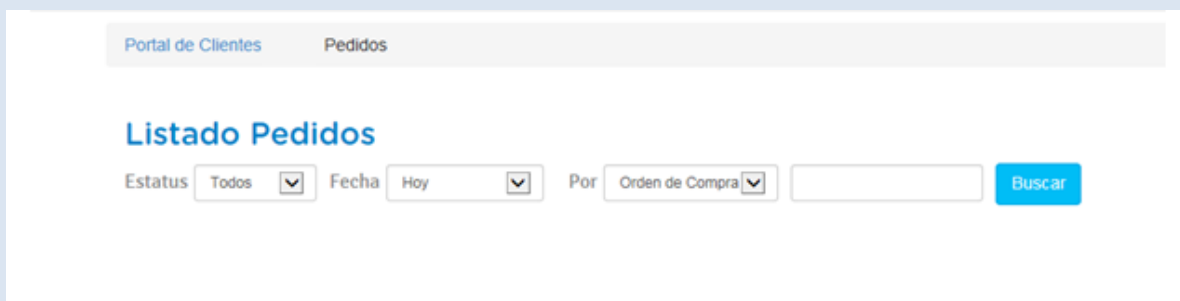 Portal de Clientes Pedidos
Listado Pedidos
Estatus Todos Fecha Hoy Por Orden de Compra Buscar